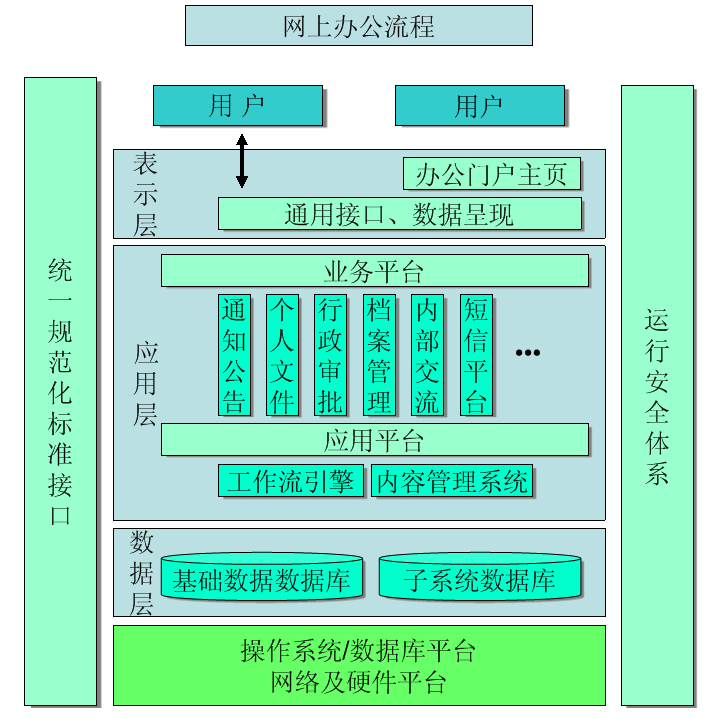 网上办公流程
用 户
用户
表示层
办公门户主页
通用接口、数据呈现
统一规范化标准接口
应用层
业务平台
通知公告
个人文件
行政审批
档案管理
内部交流
短信平台
•••
应用平台
工作流引擎
内容管理系统
数据层
基础数据数据库
子系统数据库
操作系统/数据库平台
网络及硬件平台
运行安全体系